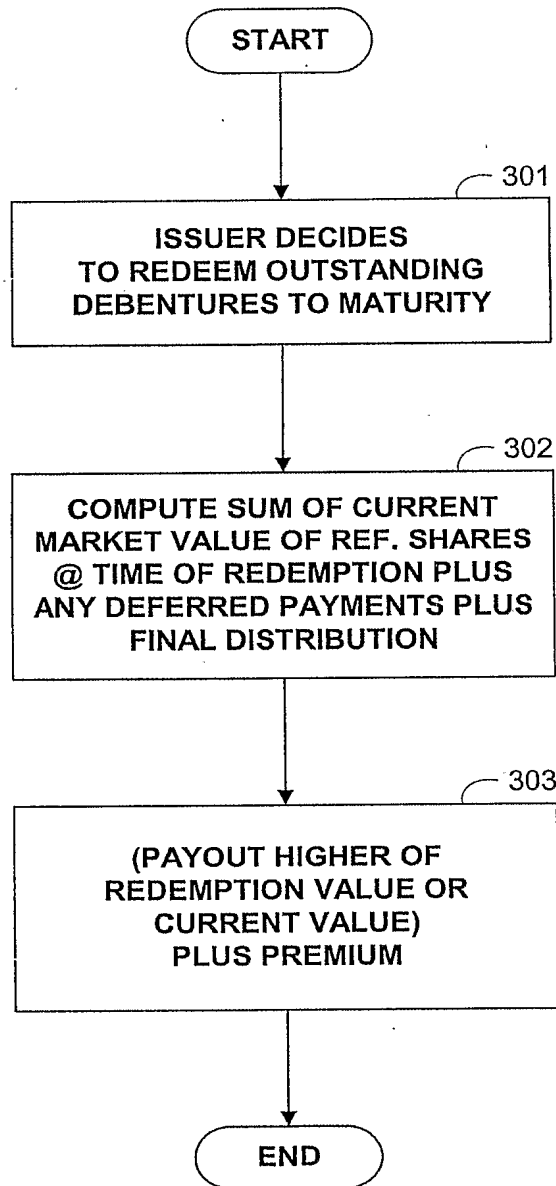 START
301
ISSUER DECIDES
TO REDEEM OUTSTANDING
DEBENTURES TO MATURITY
302
COMPUTE SUM OF CURRENT
MARKET VALUE OF REF. SHARES
@ TIME OF REDEMPTION PLUS
ANY DEFERRED PAYMENTS PLUS
FINAL DISTRIBUTION
303
(PAYOUT HIGHER OF
REDEMPTION VALUE OR
CURRENT VALUE)
PLUS PREMIUM
END